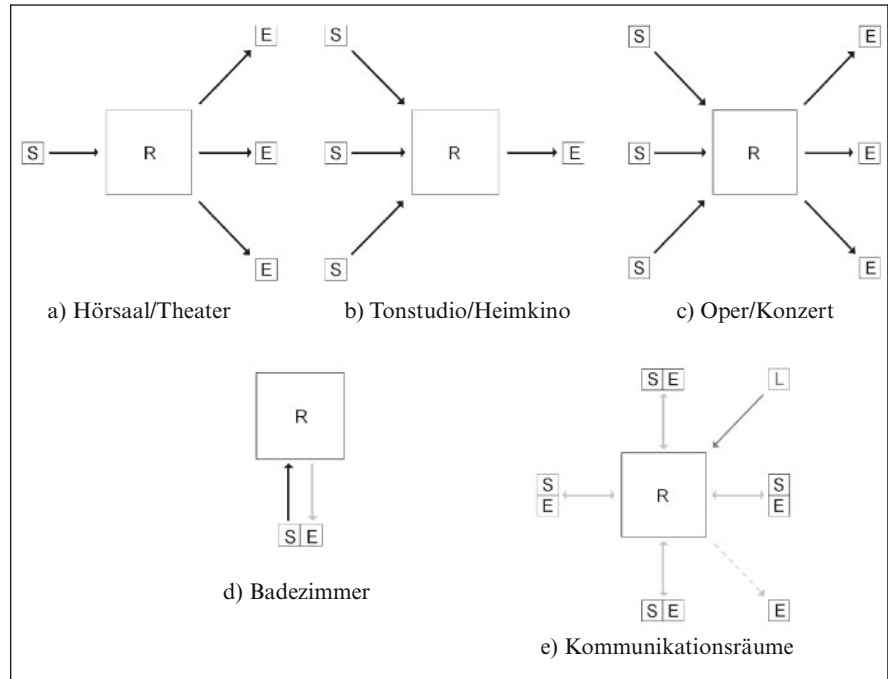 S E
S R E
E
a) Hörsaal/Theater
S
S R E
S
b) Tonstudio/Heimkino
S E
S R E
S E
c) Oper/Konzert
R
S E
d) Badezimmer
S E L
S
E
R
S
E
S E E
e) Kommunikationsräume